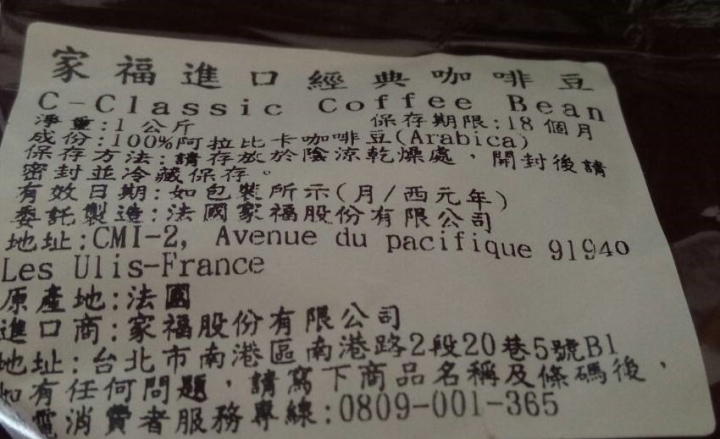 家福進口經典咖啡豆
C-Classic Coffee Bean
淨重:1公斤 保存期限:18個月
成份:100%阿拉比卡咖啡豆(Arabica)
保存方法:請存放於陰涼乾燥處，開封後請
密封並冷藏保存。
有效日期:如包裝所示(月/西元年)
委託製造:法國家福股份有限公司
地址:CMI-2, Avenue du pacifique 91940
Les Ulis-France
原產地:法國
進口商:家福股份有限公司
地址:台北市南港區南港路2段20巷5號B1
如有任何問題，請寫下商品名稱及條碼後，
電消費者服務專線:0809-001-365